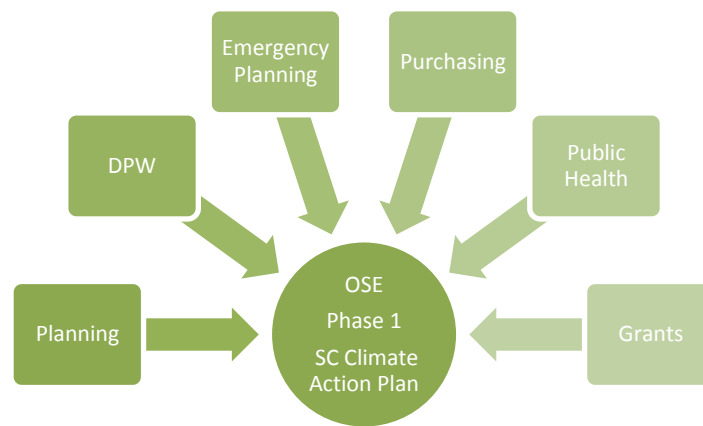 Emergency
Planning
Purchasing
DPW
Public
Health
Planning
OSE
Phase 1
SC Climate
Action Plan
Grants